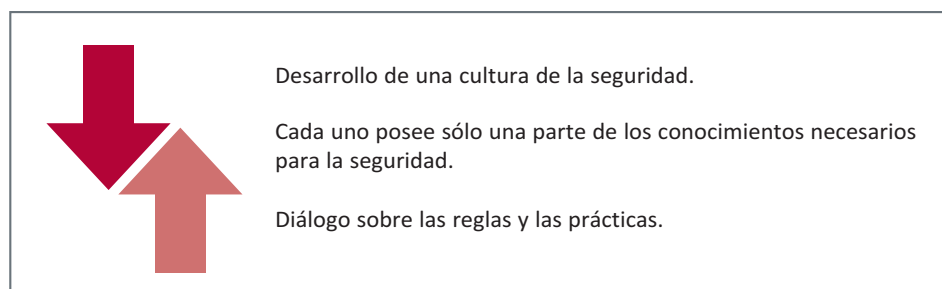 Desarrollo de una cultura de la seguridad.
Cada uno posee sólo una parte de los conocimientos necesarios
para la seguridad.
Diálogo sobre las reglas y las prácticas.